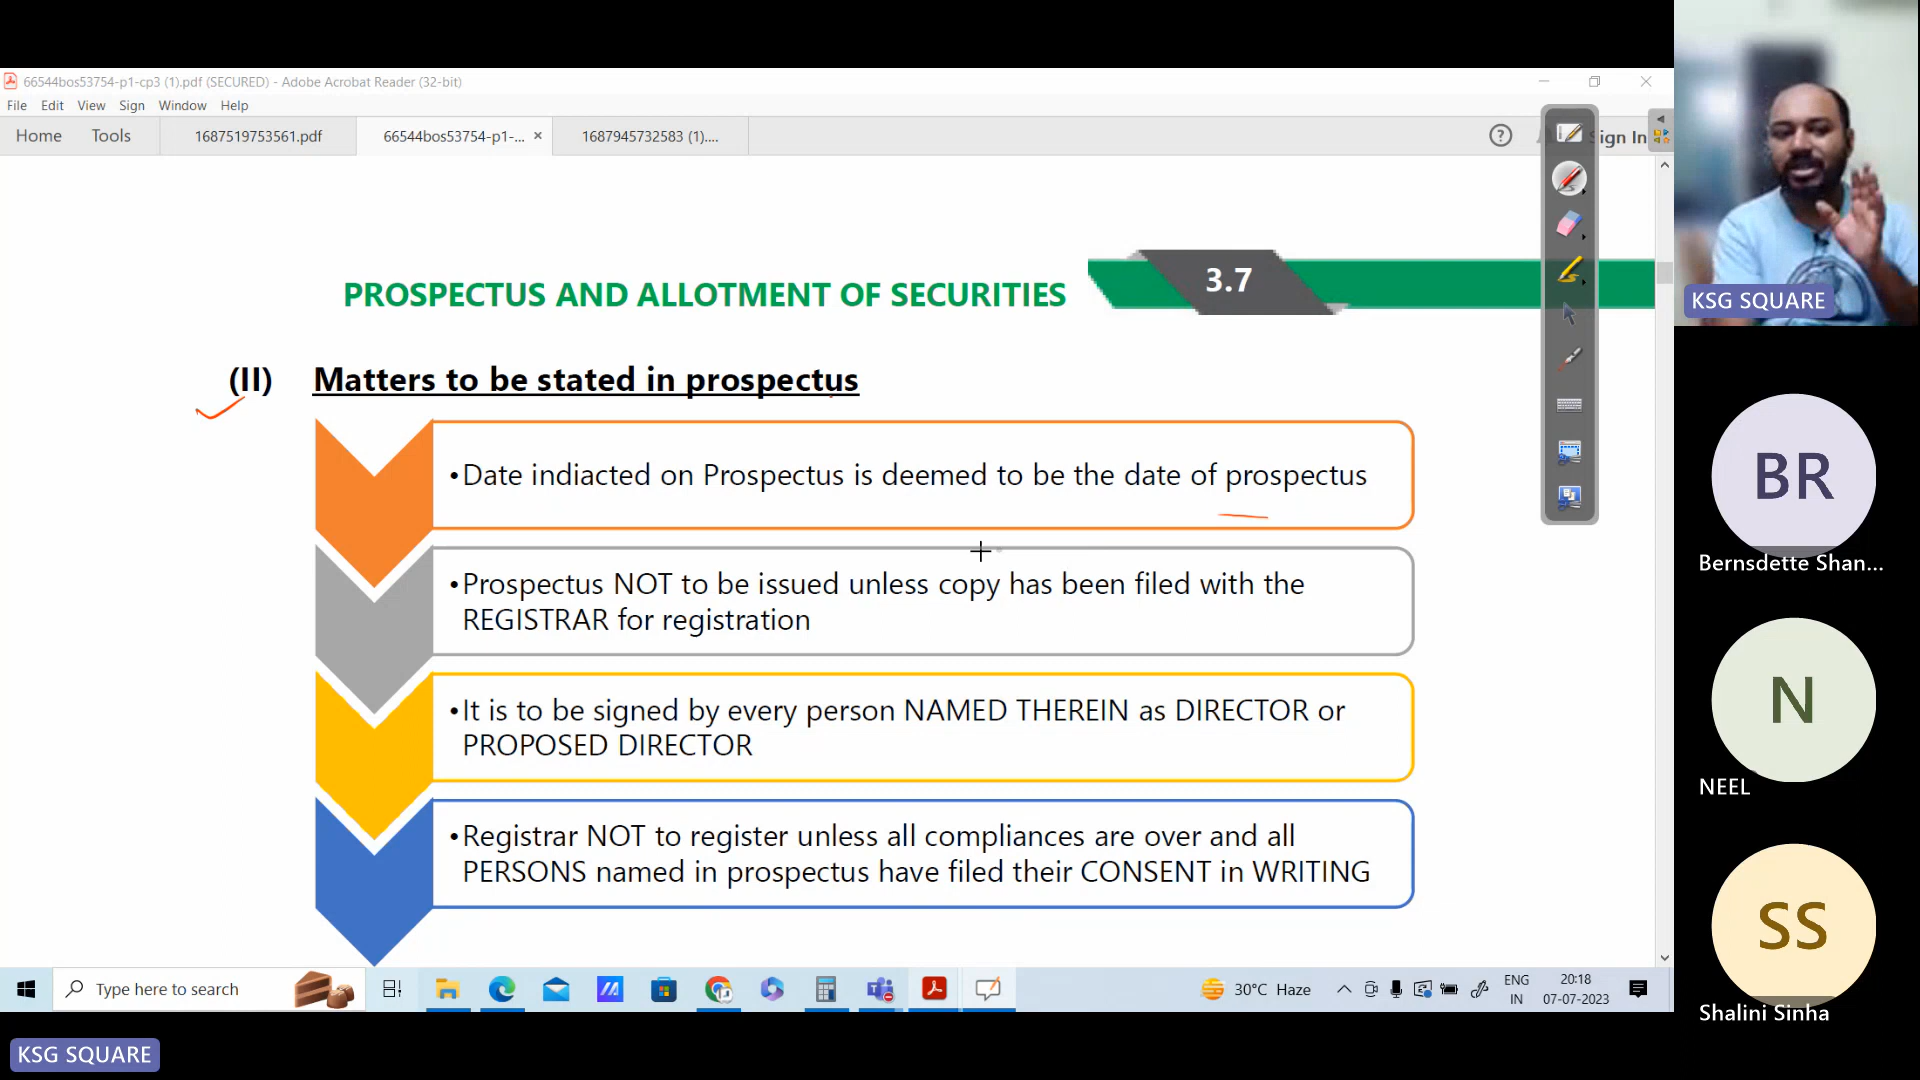 66544bos53754-p1-cp3 (1).pdf (SECURED) - Adobe Acrobat Reader (32-bit)
File Edit View Sign Window Help
Home Tools 1687519753561.pdf 66544bos53754-p1-... × 1687945732583 (1).... Sign In
PROSPECTUS AND ALLOTMENT OF SECURITIES 3.7
(II) Matters to be stated in prospectus
•Date indiacted on Prospectus is deemed to be the date of prospectus
•Prospectus NOT to be issued unless copy has been filed with the
REGISTRAR for registration
•It is to be signed by every person NAMED THEREIN as DIRECTOR or
PROPOSED DIRECTOR
•Registrar NOT to register unless all compliances are over and all
PERSONS named in prospectus have filed their CONSENT in WRITING
KSG SQUARE
BR
Bernsdette Shan...
N
NEEL
SS
Shalini Sinha
Type here to search
30°C Haze
ENG
IN
20:18
07-07-2023
KSG SQUARE